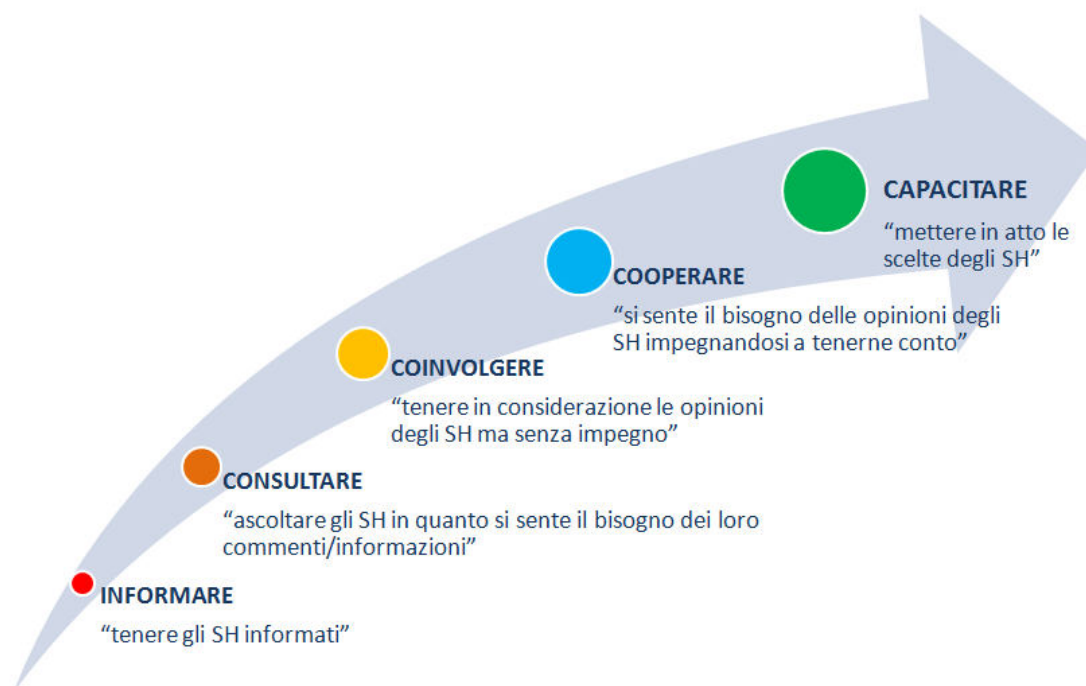 CAPACITARE
“mettere in atto le
scelte degli SH”
COOPERARE
“si sente il bisogno delle opinioni degli
SH impegnandosi a tenerne conto”
COINVOLGERE
“tenere in considerazione le opinioni
degli SH ma senza impegno”
CONSULTARE
“ascoltare gli SH in quanto si sente il bisogno dei loro
commenti/informazioni”
INFORMARE
“tenere gli SH informati”